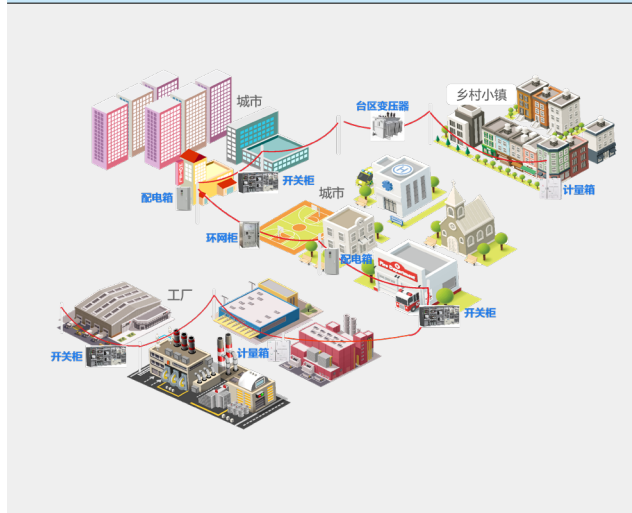 乡村小镇
城市
台区变压器
开关柜
计量箱
城市
配电箱
环网柜
配电箱
Fire Department
工厂
开关柜
开关柜
计量箱